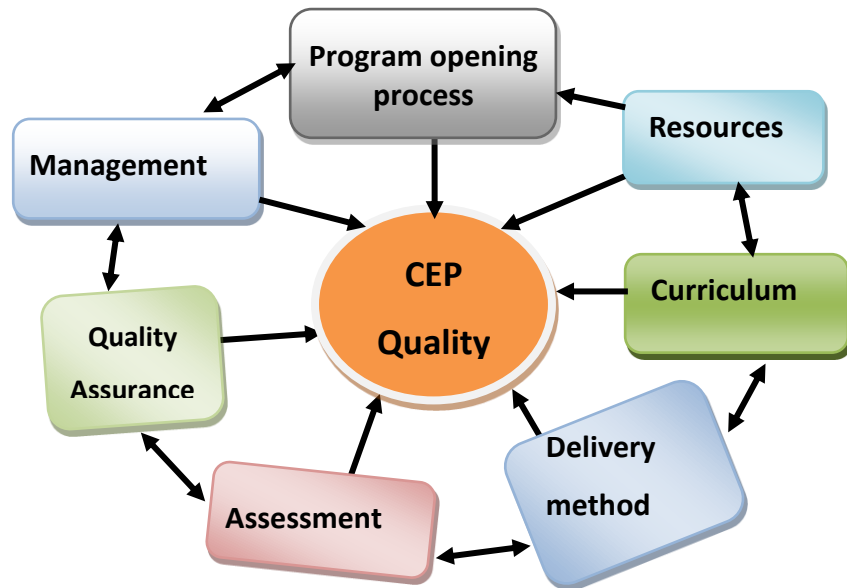 Program opening
process
Resources
Management
CEP
Quality
Curriculum
Quality
Assurance
Delivery
method
Assessment